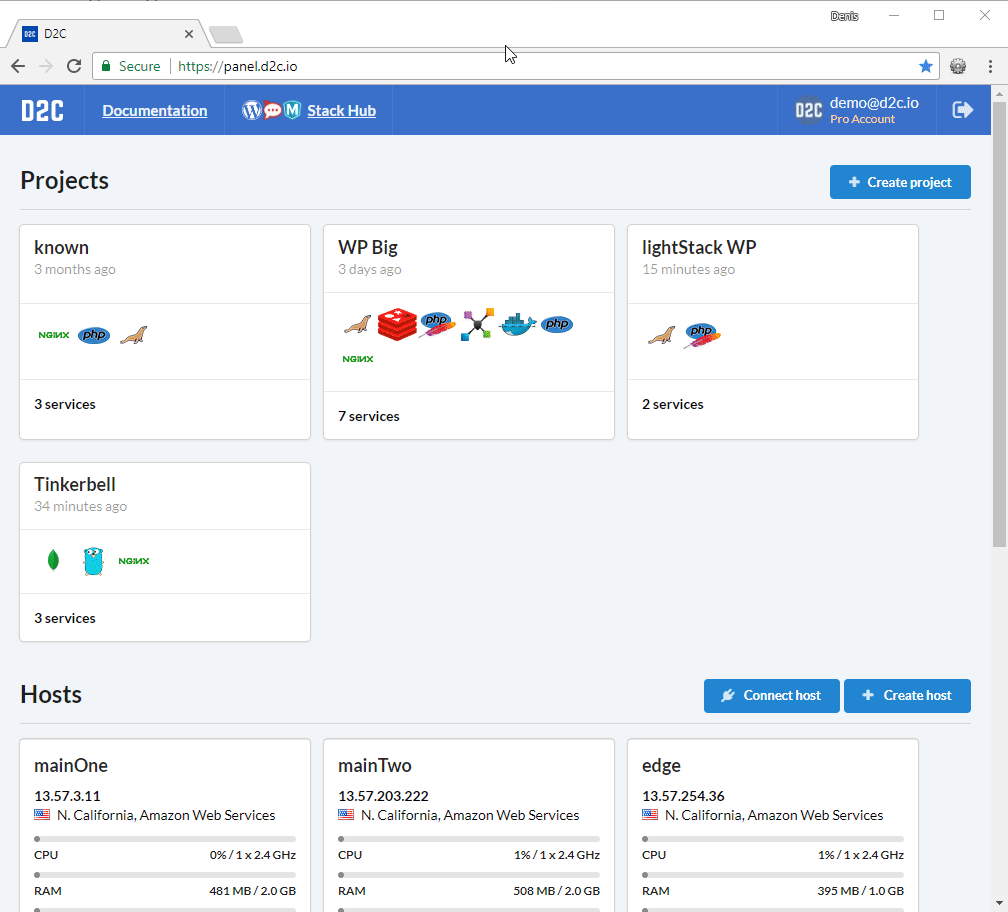 Denis
D2C D2C
Secure https://panel.d2c.io
D2C Documentation Stack Hub D2C demo@d2c.io
Pro Account
Projects Create project
known WP Big lightStack WP
3 months ago 3 days ago 15 minutes ago
NGINX php php php php
NGINX
3 services 7 services 2 services
Tinkerbell
34 minutes ago
NGINX
3 services
Hosts Connect host Create host
mainOne mainTwo edge
13.57.3.11 13.57.203.222 13.57.254.36
N. California, Amazon Web Services N. California, Amazon Web Services N. California, Amazon Web Services
CPU 0% / 1 x 2.4 GHz CPU 1% / 1 x 2.4 GHz CPU 1% / 1 x 2.4 GHz
RAM 481 MB / 2.0 GB RAM 508 MB / 2.0 GB RAM 395 MB / 1.0 GB